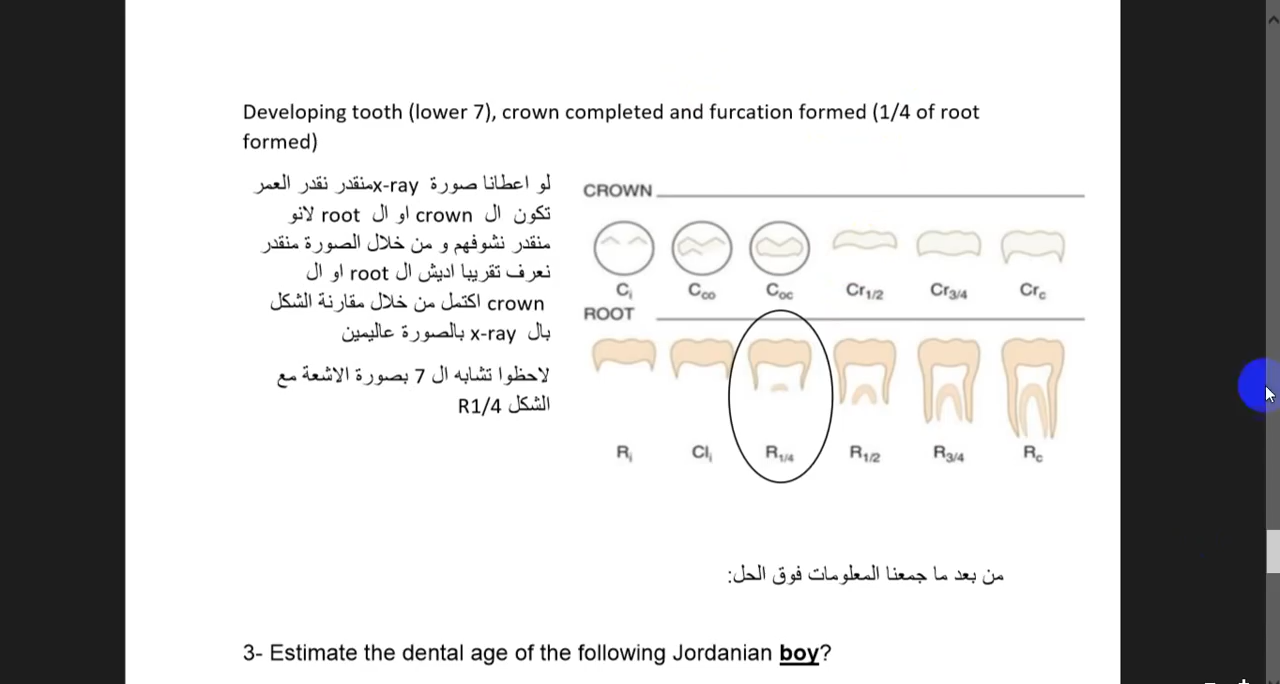 Developing tooth (lower 7), crown completed and furcation formed (1/4 of root
formed)
لو اعطانا صورة x-rayمنقدر نقدر العمر
تكون ال crown او ال root لانو
منقدر نشوفهم و من خلال الصورة منقدر
نعرف تقريبا اديش ال root او ال
crown اكتمل من خلال مقارنة الشكل
بال x-ray بالصورة عاليمين
لاحظوا تشابه ال 7 بصورة الاشعة مع
الشكل R1/4
CROWN
Ci Cco Coc Cr1/2 Cr3/4 Crc
ROOT
Ri Cli R1/4 R1/2 R3/4 Rc
من بعد ما جمعنا المعلومات فوق الحل:
3- Estimate the dental age of the following Jordanian boy?